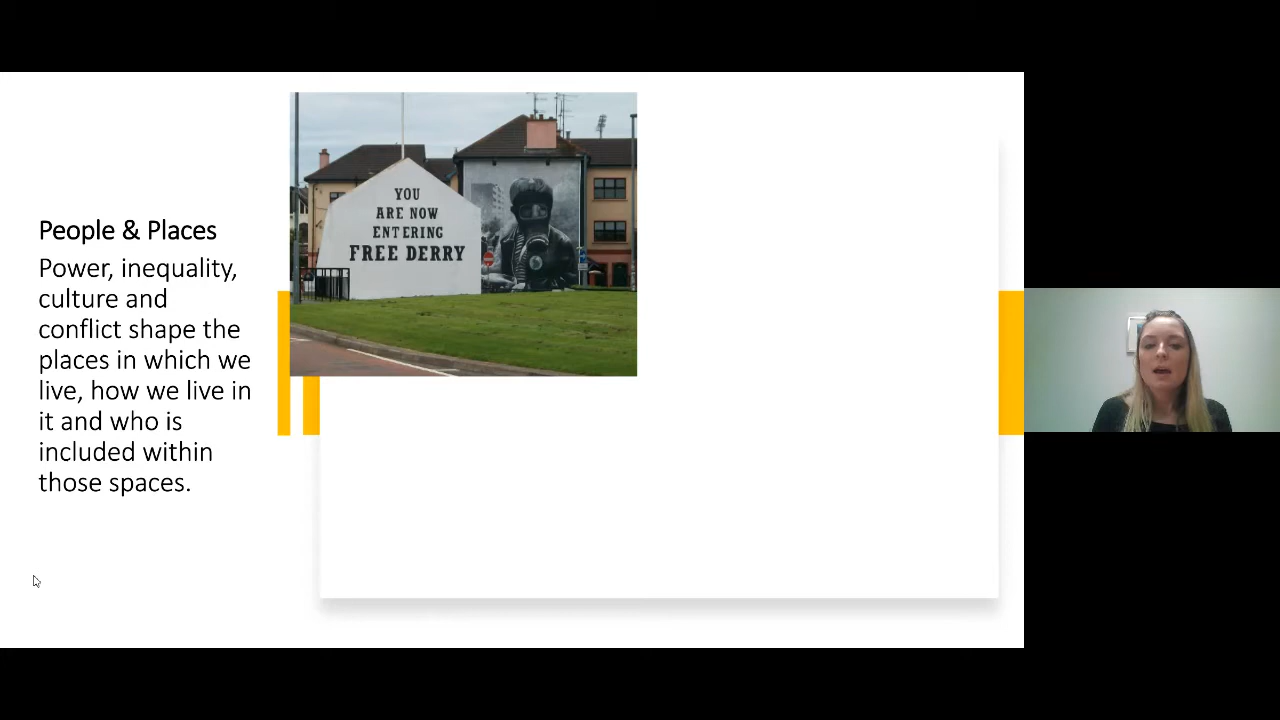 People & Places
Power, inequality,
culture and
conflict shape the
places in which we
live, how we live in
it and who is
included within
those spaces.
YOU
ARE NOW
ENTERING
FREE DERRY